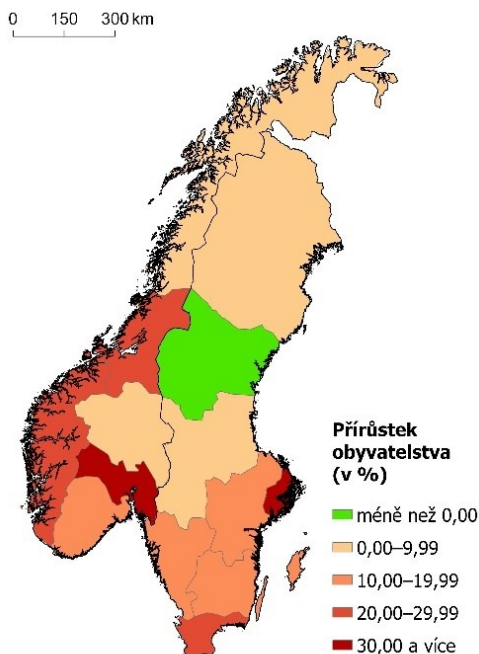 0 150 300 km
Přírůstek
obyvatelstva
(v %)
méně než 0,00
0,00–9,99
10,00–19,99
20,00–29,99
30,00 a více